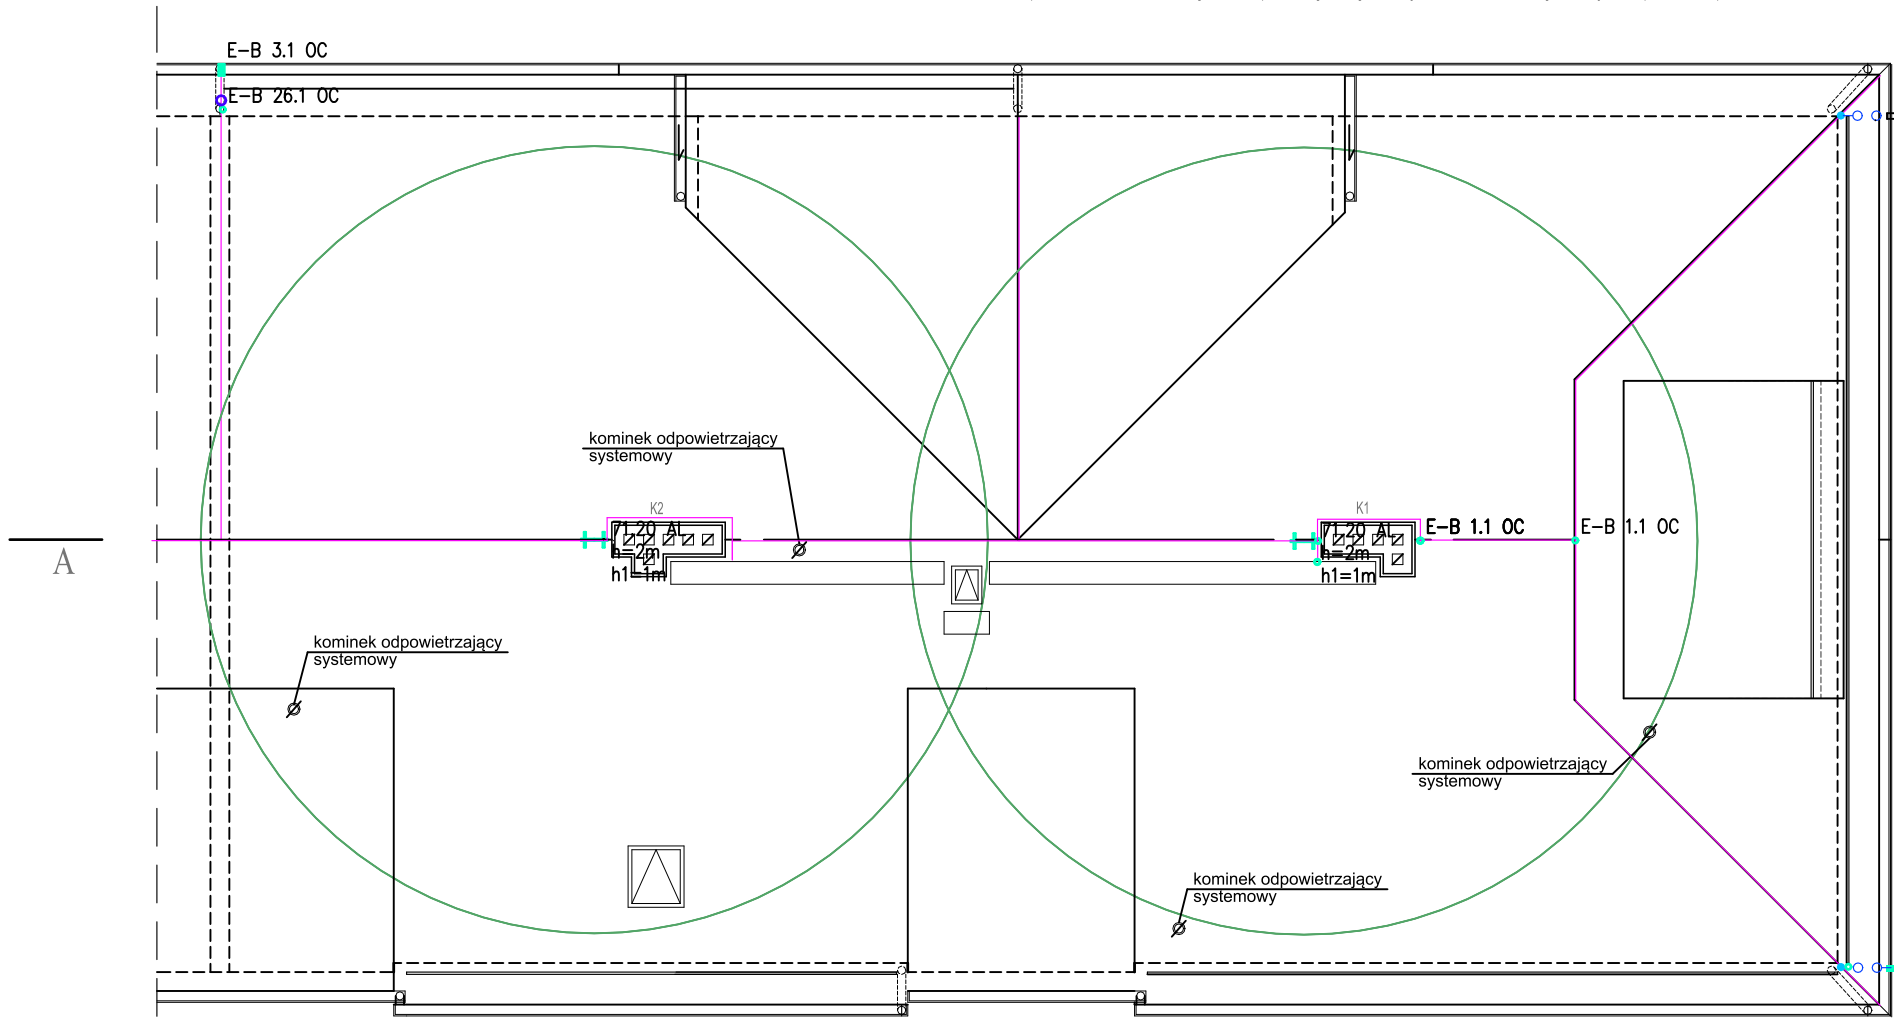 E-B 3.1 OC
E-B 26.1 OC
kominek odpowietrzający
systemowy
K2
K1
71.20 AL
h=2m
h1=1m
71.20 AL
h=2m
h1=1m
E-B 1.1 OC
E-B 1.1 OC
A
kominek odpowietrzający
systemowy
kominek odpowietrzający
systemowy
kominek odpowietrzający
systemowy